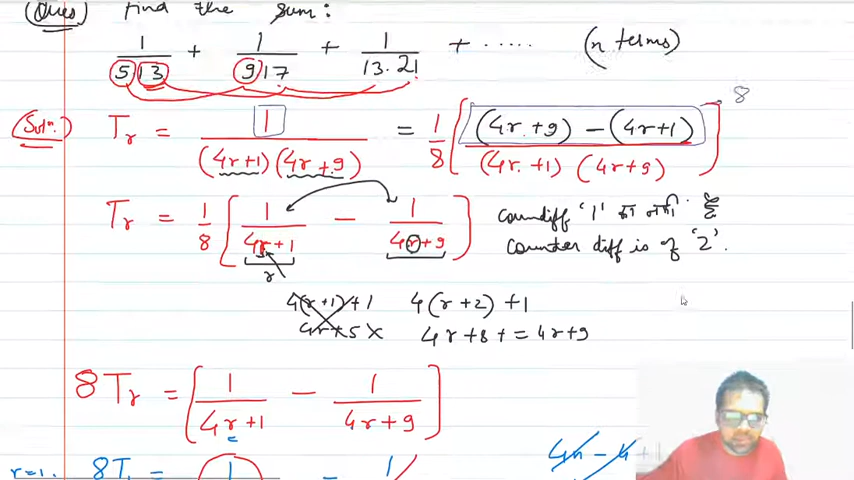 (Ques) Find the sum:
1/(5.13) + 1/(9.17) + 1/(13.21) + ..... (n terms)
(Soln.) Tr = 1/((4r+1)(4r+9)) = 1/8 [((4r+9) - (4r+1))/((4r+1)(4r+9))] 8
Tr = 1/8 [1/(4r+1) - 1/(4r+9)] '1' का नहीं है
r counter diff is of '2'.
4(r+1)+1 4(r+2)+1
4r+5 x 4r+8+ = 4r+9
8Tr = [1/(4r+1) - 1/(4r+9)]
r=1. 8T = 1 - 1/ 4n - 4 + 1